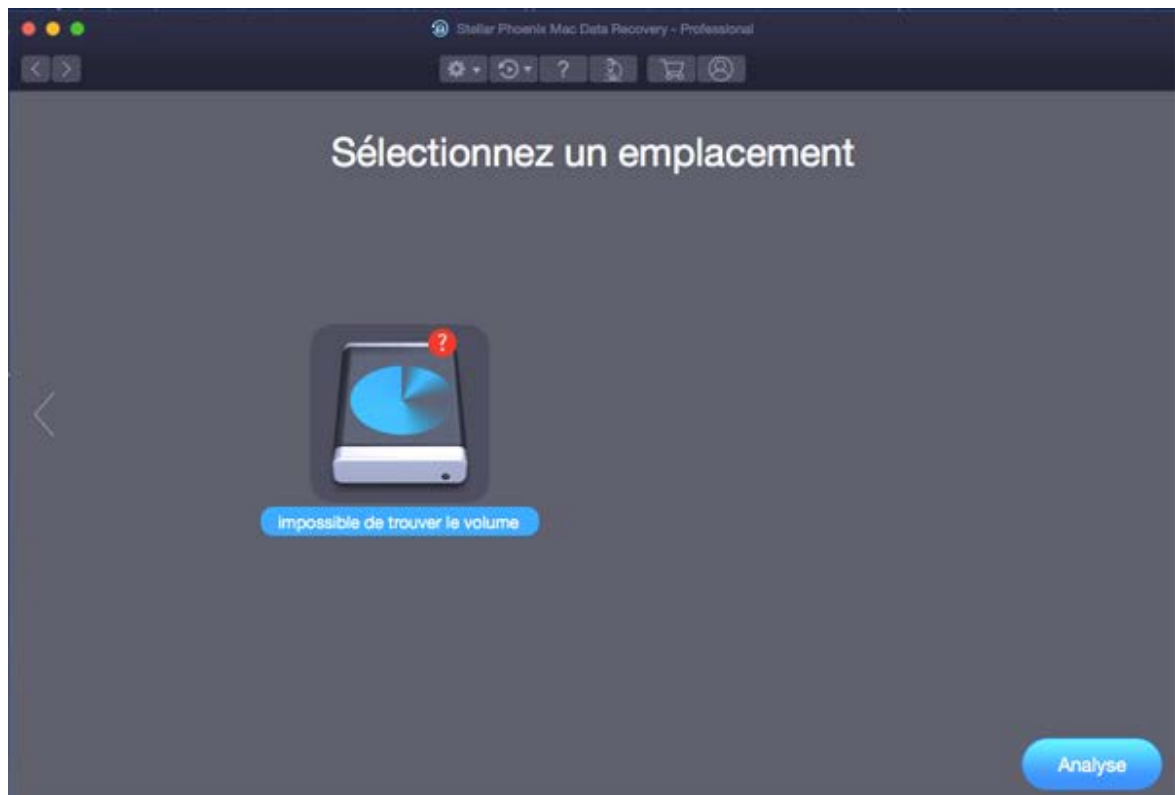 Stellar Phoenix Mac Data Recovery - Professional
?
Sélectionnez un emplacement
?
impossible de trouver le volume
Analyse